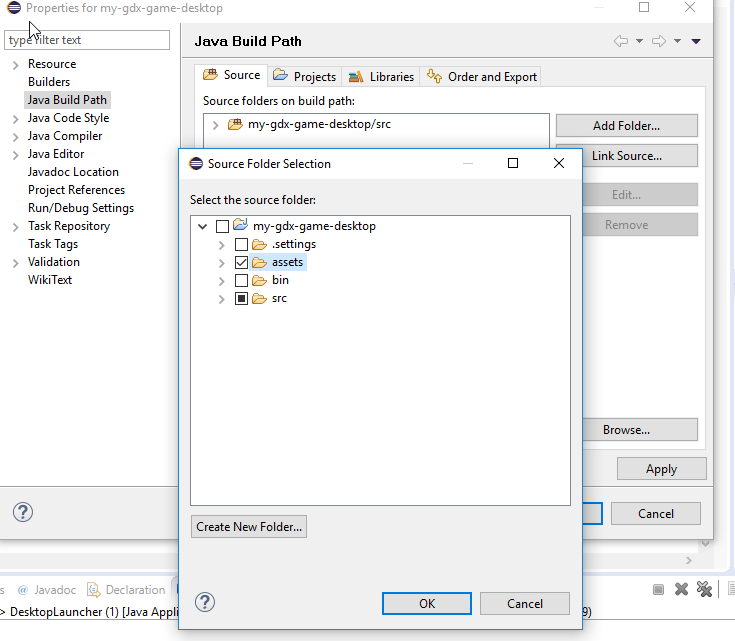 Properties for my-gdx-game-desktop
type filter text
Resource
Builders
Java Build Path
Java Code Style
Java Compiler
Java Editor
Javadoc Location
Project References
Run/Debug Settings
Task Repository
Task Tags
Validation
WikiText
Java Build Path
Source
Projects
Libraries
Order and Export
Source folders on build path:
my-gdx-game-desktop/src
Add Folder...
Link Source...
Edit...
Remove
Browse...
Apply
Cancel
Source Folder Selection
Select the source folder:
my-gdx-game-desktop
.settings
assets
bin
src
Create New Folder...
OK
Cancel
@ Javadoc
Declaration
> DesktopLauncher (1) [Java Appli
9)